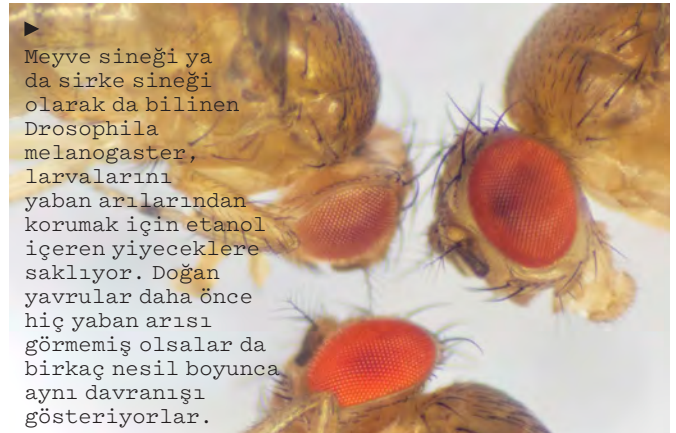 Meyve sineği ya
da sirke sineği
olarak da bilinen
Drosophila
melanogaster,
larvalarını
yaban arılarından
korumak için etanol
içeren yiyeceklere
saklıyor. Doğan
yavrular daha önce
hiç yaban arısı
görmemiş olsalar da
birkaç nesil boyunca
aynı davranışı
gösteriyorlar.